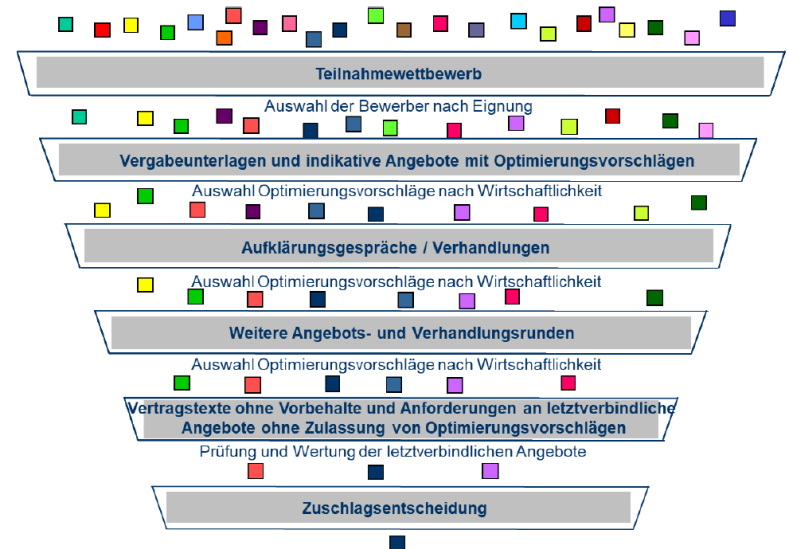 Teilnahmewettbewerb
Auswahl der Bewerber nach Eignung
Vergabeunterlagen und indikative Angebote mit Optimierungsvorschlägen
Auswahl Optimierungsvorschläge nach Wirtschaftlichkeit
Aufklärungsgespräche / Verhandlungen
Auswahl Optimierungsvorschläge nach Wirtschaftlichkeit
Weitere Angebots- und Verhandlungsrunden
Auswahl Optimierungsvorschläge nach Wirtschaftlichkeit
Vertragstexte ohne Vorbehalte und Anforderungen an letztverbindliche
Angebote ohne Zulassung von Optimierungsvorschlägen
Prüfung und Wertung der letztverbindlichen Angebote
Zuschlagsentscheidung